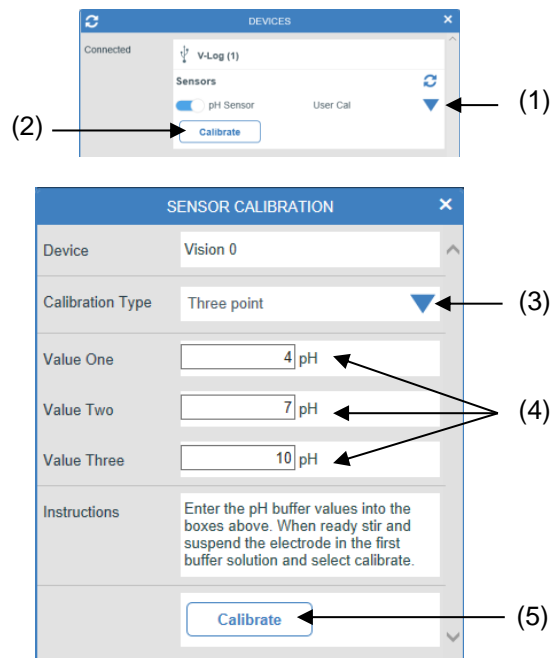 DEVICES
Connected
V-Log (1)
Sensors
pH Sensor User Cal
(1)
(2)
Calibrate
SENSOR CALIBRATION
Device Vision 0
Calibration Type Three point
(3)
Value One 4 pH
Value Two 7 pH
(4)
Value Three 10 pH
Instructions Enter the pH buffer values into the
boxes above. When ready stir and
suspend the electrode in the first
buffer solution and select calibrate.
Calibrate
(5)